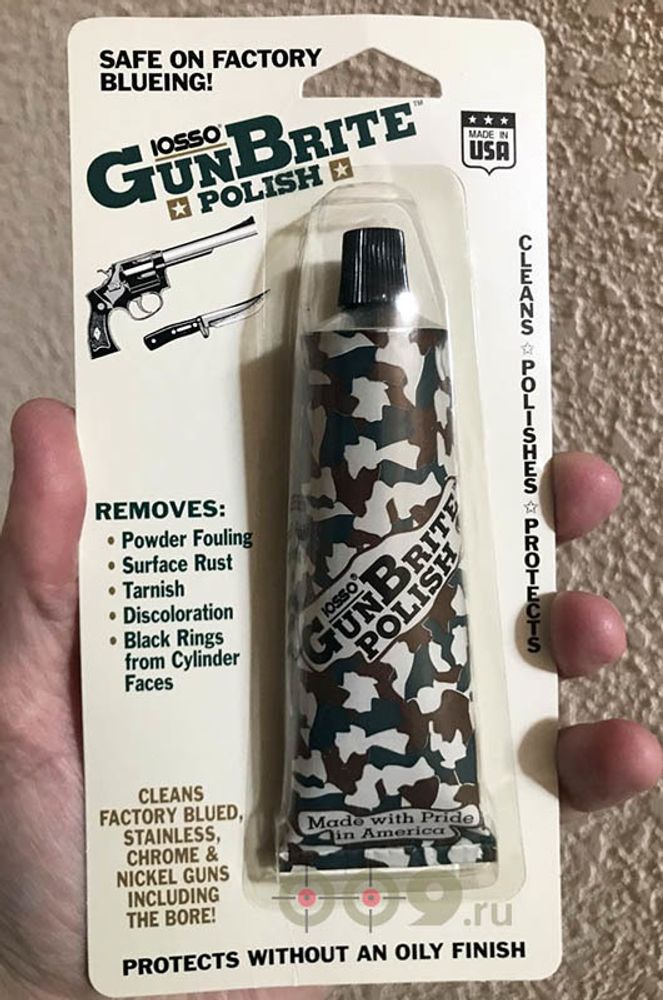 SAFE ON FACTORY
BLUEING!
IOSSO®
GUNBRITE™
POLISH
MADE IN
USA
CLEANS ☆ POLISHES ☆ PROTECTS
REMOVES:
• Powder Fouling
• Surface Rust
• Tarnish
• Discoloration
• Black Rings
from Cylinder
Faces
IOSSO®
GUNBRITE
POLISH
CLEANS
FACTORY BLUED,
STAINLESS,
CHROME &
NICKEL GUNS
INCLUDING
THE BORE!
Made with Pride
in America
009.ru
PROTECTS WITHOUT AN OILY FINISH